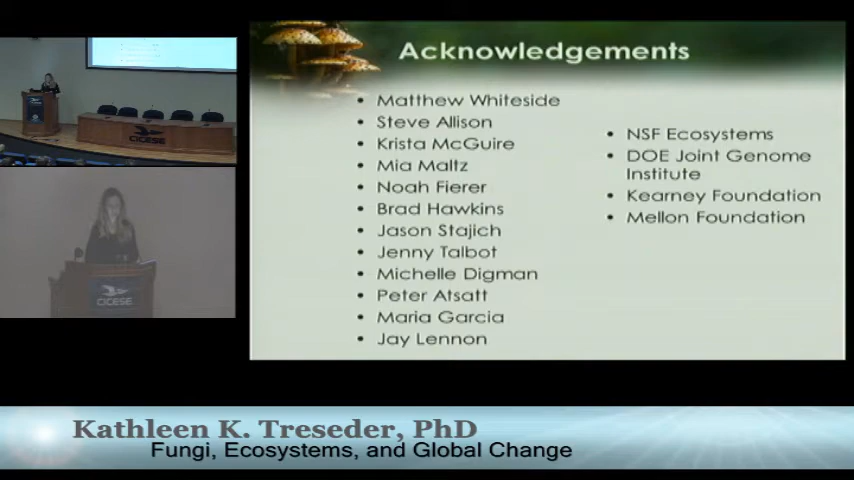 Acknowledgements
• Matthew Whiteside
• Steve Allison
• Krista McGuire
• Mia Maltz
• Noah Fierer
• Brad Hawkins
• Jason Stajich
• Jenny Talbot
• Michelle Digman
• Peter Atsatt
• Maria Garcia
• Jay Lennon
• NSF Ecosystems
• DOE Joint Genome
Institute
• Kearney Foundation
• Mellon Foundation
CICESE
CICESE
Kathleen K. Treseder, PhD
Fungi, Ecosystems, and Global Change